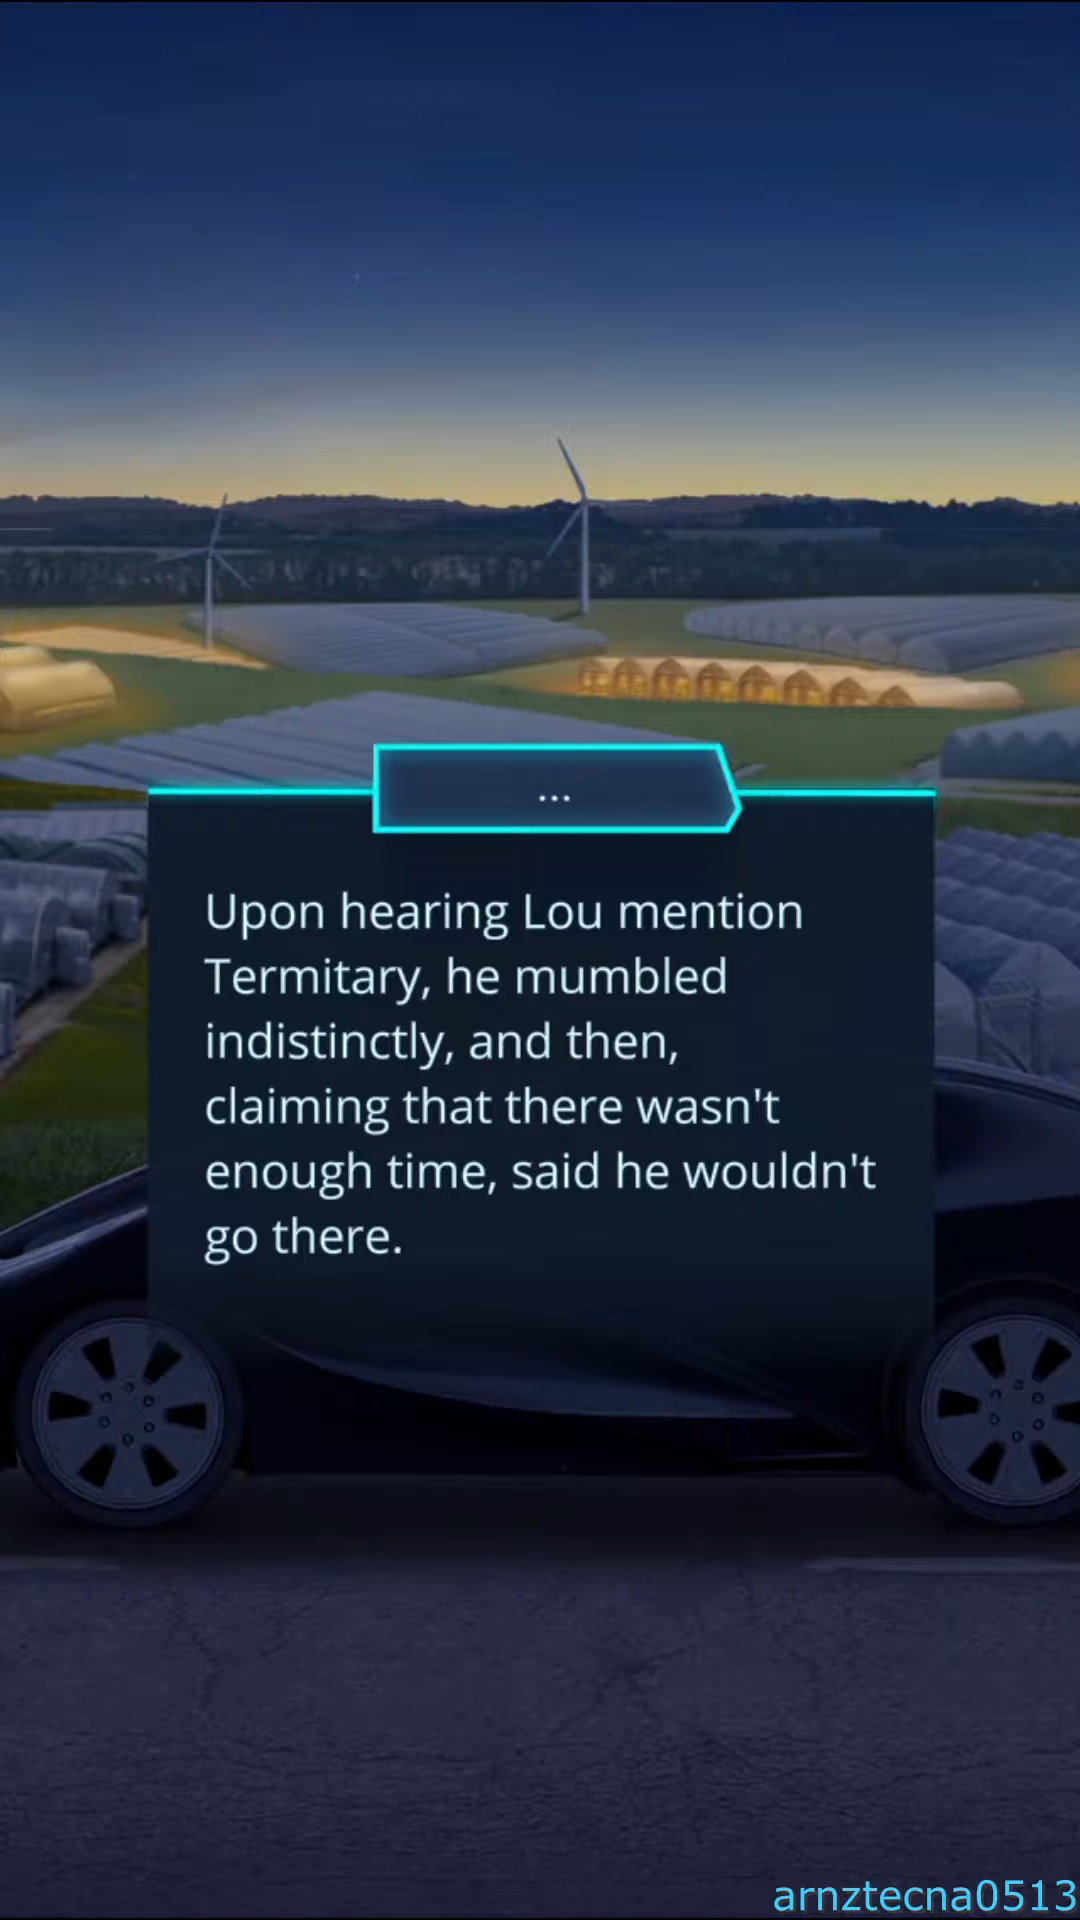 ...
Upon hearing Lou mention
Termitary, he mumbled
indistinctly, and then,
claiming that there wasn't
enough time, said he wouldn't
go there.
arnztecna0513